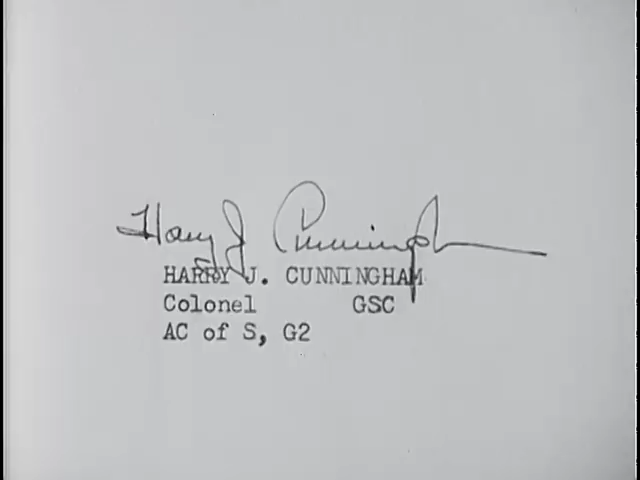 Harry J. Cunningham
HARRY J. CUNNINGHAM
Colonel GSC
AC of S, G2